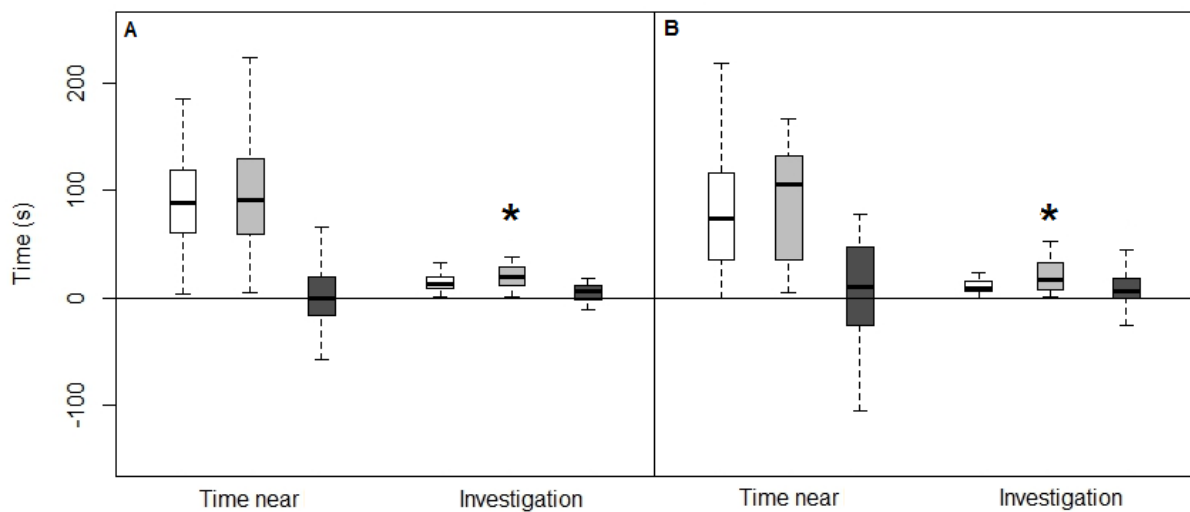 A
B
Time (s)
200
100
0
-100
*
*
Time near
Investigation
Time near
Investigation